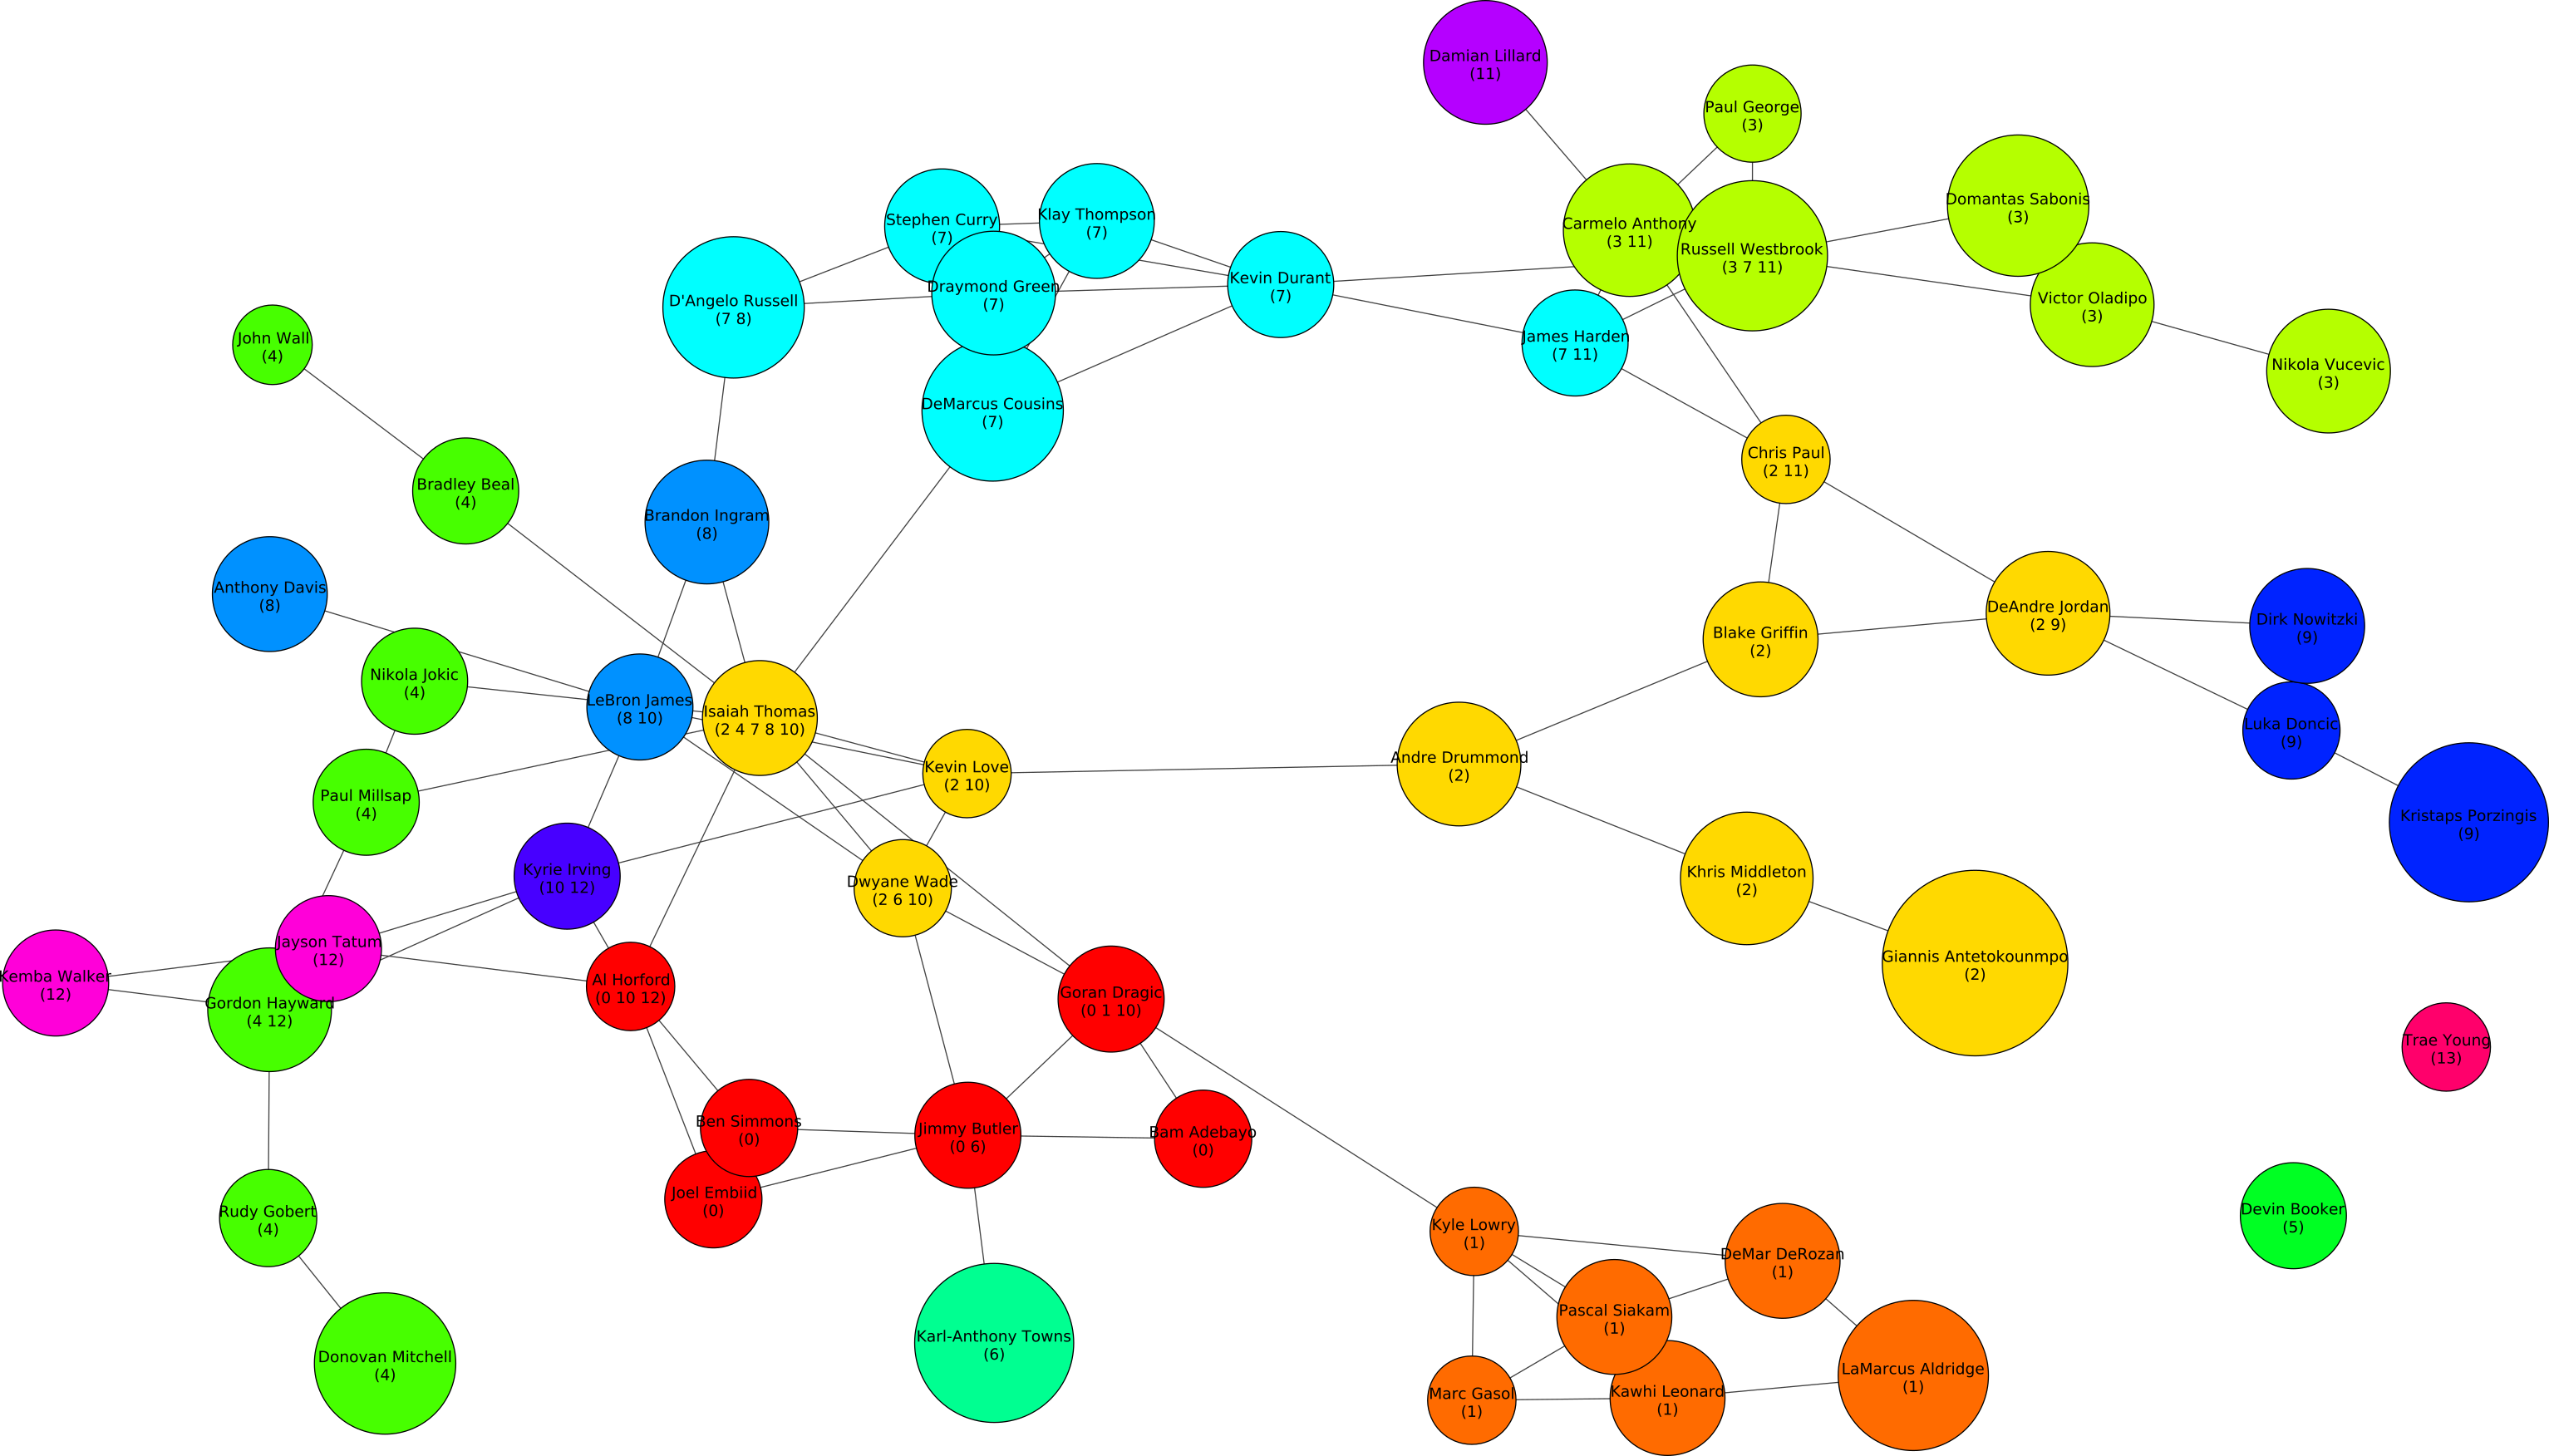 Damian Lillard
(11)
Paul George
(3)
Domantas Sabonis
(3)
Stephen Curry
(7)
Klay Thompson
(7)
Carmelo Anthony
(3 11)
Russell Westbrook
(3 7 11)
Kevin Durant
(7)
Draymond Green
(7)
D'Angelo Russell
(7 8)
Victor Oladipo
(3)
John Wall
(4)
James Harden
(7 11)
Nikola Vucevic
(3)
DeMarcus Cousins
(7)
Chris Paul
(2 11)
Bradley Beal
(4)
Brandon Ingram
(8)
Anthony Davis
(8)
DeAndre Jordan
(2 9)
Dirk Nowitzki
(9)
Blake Griffin
(2)
Nikola Jokic
(4)
LeBron James
(8 10)
Isaiah Thomas
(2 4 7 8 10)
Luka Doncic
(9)
Andre Drummond
(2)
Kevin Love
(2 10)
Paul Millsap
(4)
Kristaps Porzingis
(9)
Kyrie Irving
(10 12)
Khris Middleton
(2)
Dwyane Wade
(2 6 10)
Jayson Tatum
(12)
Giannis Antetokounmpo
(2)
Kemba Walker
(12)
Al Horford
(0 10 12)
Goran Dragic
(0 1 10)
Gordon Hayward
(4 12)
Trae Young
(13)
Ben Simmons
(0)
Jimmy Butler
(0 6)
Bam Adebayo
(0)
Joel Embiid
(0)
Devin Booker
(5)
Rudy Gobert
(4)
Kyle Lowry
(1)
DeMar DeRozan
(1)
Pascal Siakam
(1)
Karl-Anthony Towns
(6)
Donovan Mitchell
(4)
LaMarcus Aldridge
(1)
Marc Gasol
(1)
Kawhi Leonard
(1)